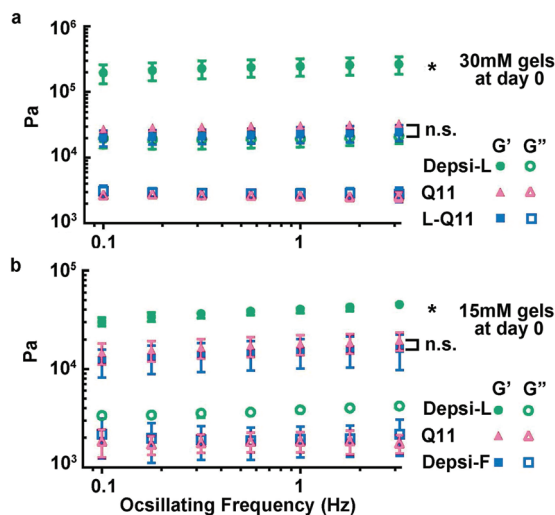 a
10⁶
10⁵
10⁴
10³
Pa
0.1
1
* 30mM gels
at day 0
n.s.
G' G"
Depsi-L
Q11
L-Q11
b
10⁵
10⁴
10³
Pa
0.1
1
Ocsillating Frequency (Hz)
* 15mM gels
at day 0
n.s.
G' G"
Depsi-L
Q11
Depsi-F